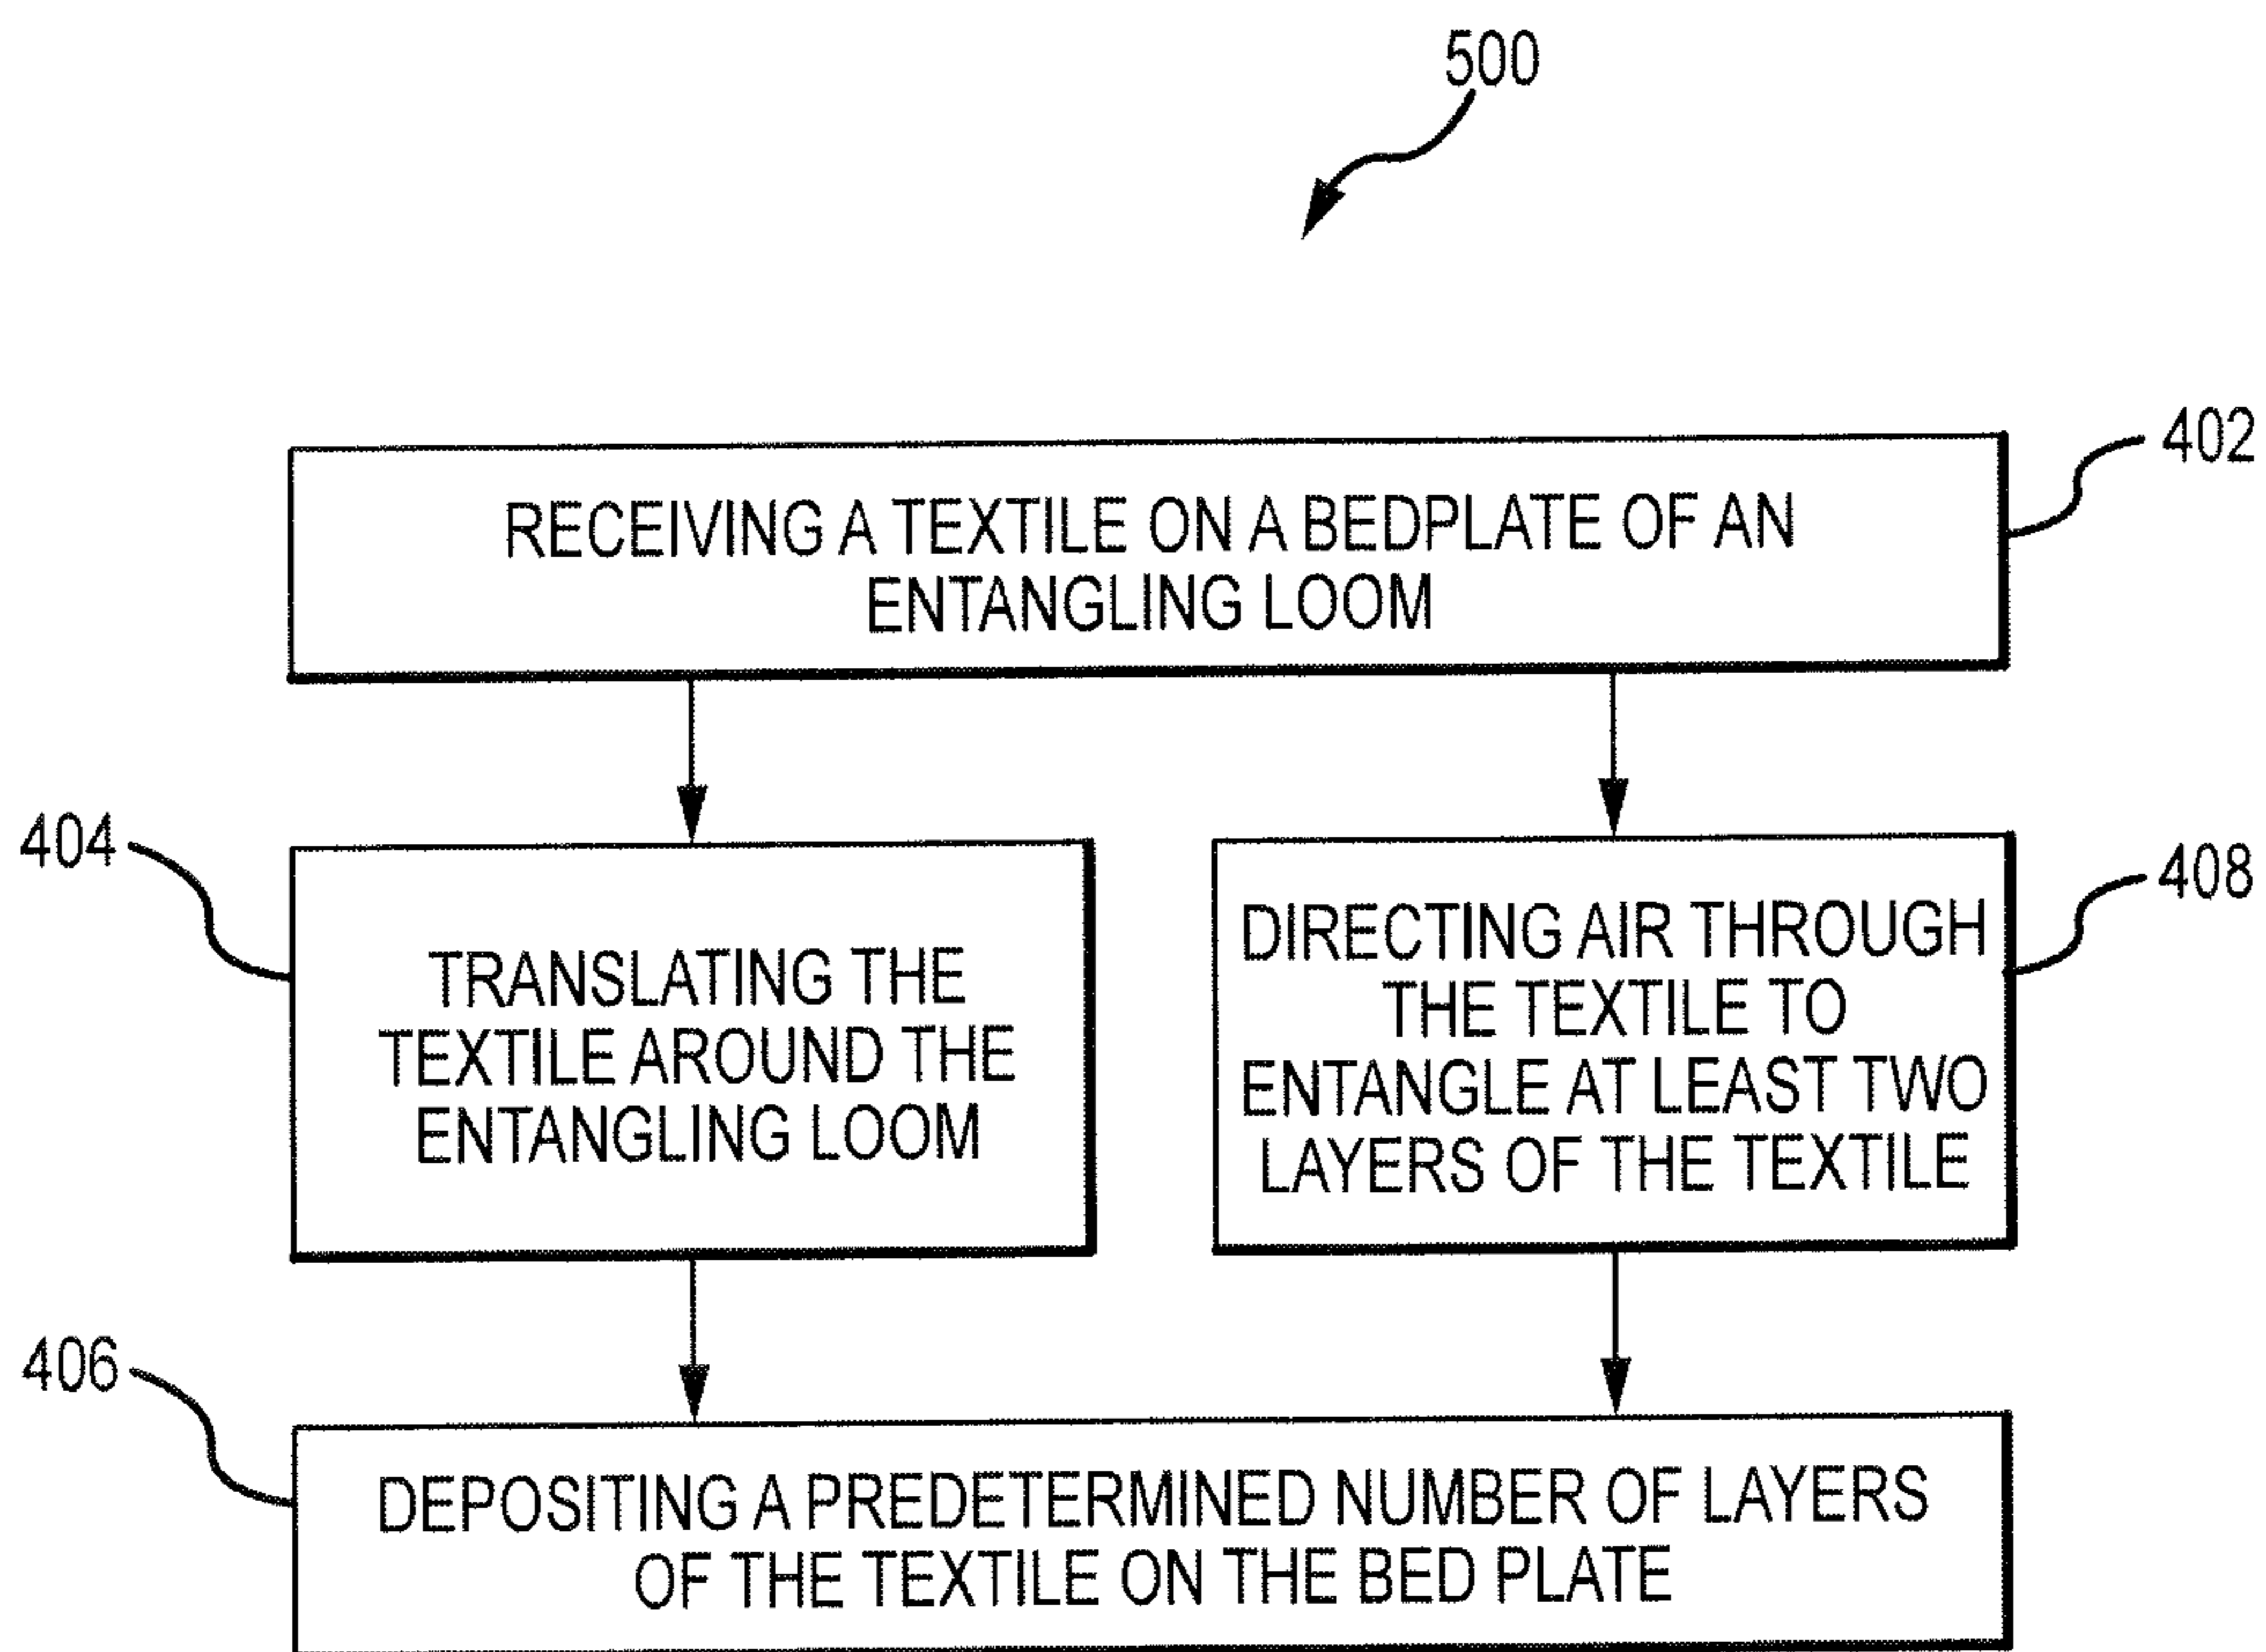 500
402
RECEIVING A TEXTILE ON A BEDPLATE OF AN
ENTANGLING LOOM
404
TRANSLATING THE
TEXTILE AROUND THE
ENTANGLING LOOM
408
DIRECTING AIR THROUGH
THE TEXTILE TO
ENTANGLE AT LEAST TWO
LAYERS OF THE TEXTILE
406
DEPOSITING A PREDETERMINED NUMBER OF LAYERS
OF THE TEXTILE ON THE BED PLATE